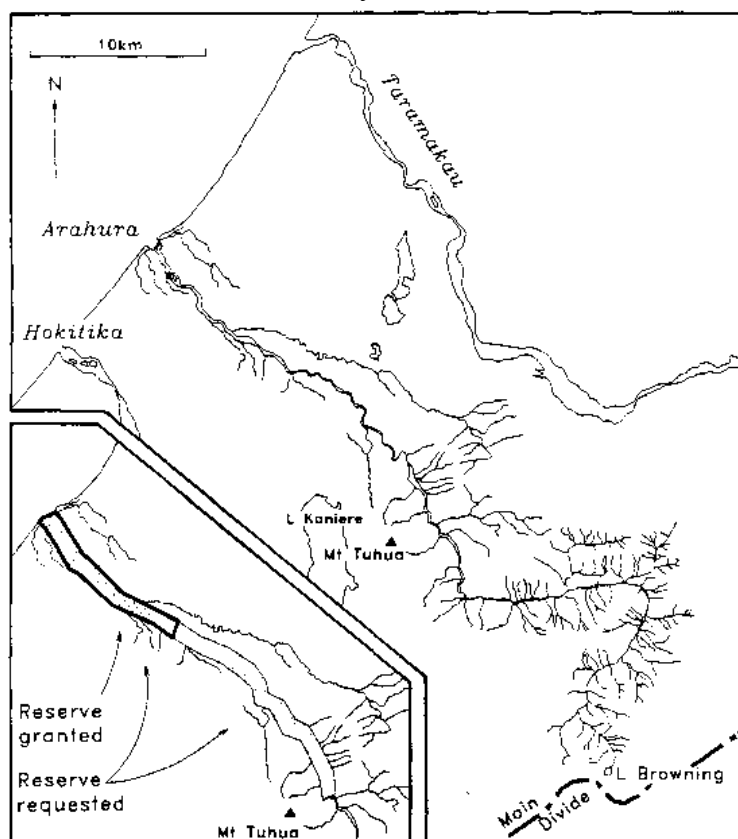 10km
N
Taramakau
Arahura
Hokitika
L Kaniere
Mt Tuhua
Reserve
granted
Reserve
requested
Mt Tuhua
L Browning
Main
Divide